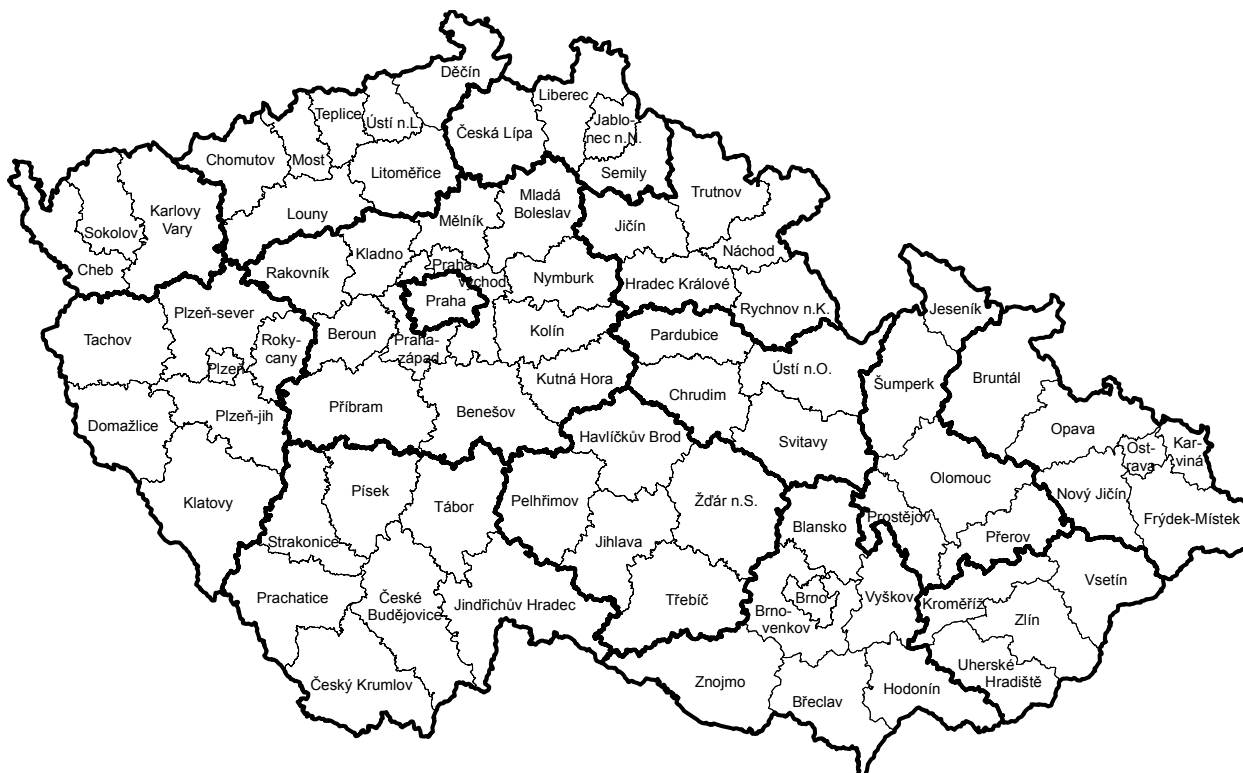 Děčín
Liberec
Teplice
Ústí n.L.
Česká Lípa
Jablo-
nec n.N.
Chomutov
Most
Litoměřice
Semily
Mladá
Boleslav
Trutnov
Karlovy
Vary
Louny
Mělník
Jičín
Sokolov
Kladno
Náchod
Cheb
Rakovník
Praha-
východ
Nymburk
Hradec Králové
Praha
Rychnov n.K.
Jeseník
Plzeň-sever
Tachov
Roky-
cany
Beroun
Praha-
západ
Kolín
Pardubice
Plzeň
Ústí n.O.
Šumperk
Bruntál
Kutná Hora
Chrudim
Příbram
Benešov
Plzeň-jih
Domažlice
Havlíčkův Brod
Svitavy
Opava
Ost-
rava
Kar-
viná
Klatovy
Písek
Tábor
Pelhřimov
Žďár n.S.
Olomouc
Nový Jičín
Frýdek-Místek
Prostějov
Blansko
Přerov
Strakonice
Jihlava
Vsetín
Prachatice
České
Budějovice
Jindřichův Hradec
Třebíč
Brno
Brno-
venkov
Vyškov
Kroměříž
Zlín
Uherské
Hradiště
Český Krumlov
Znojmo
Břeclav
Hodonín